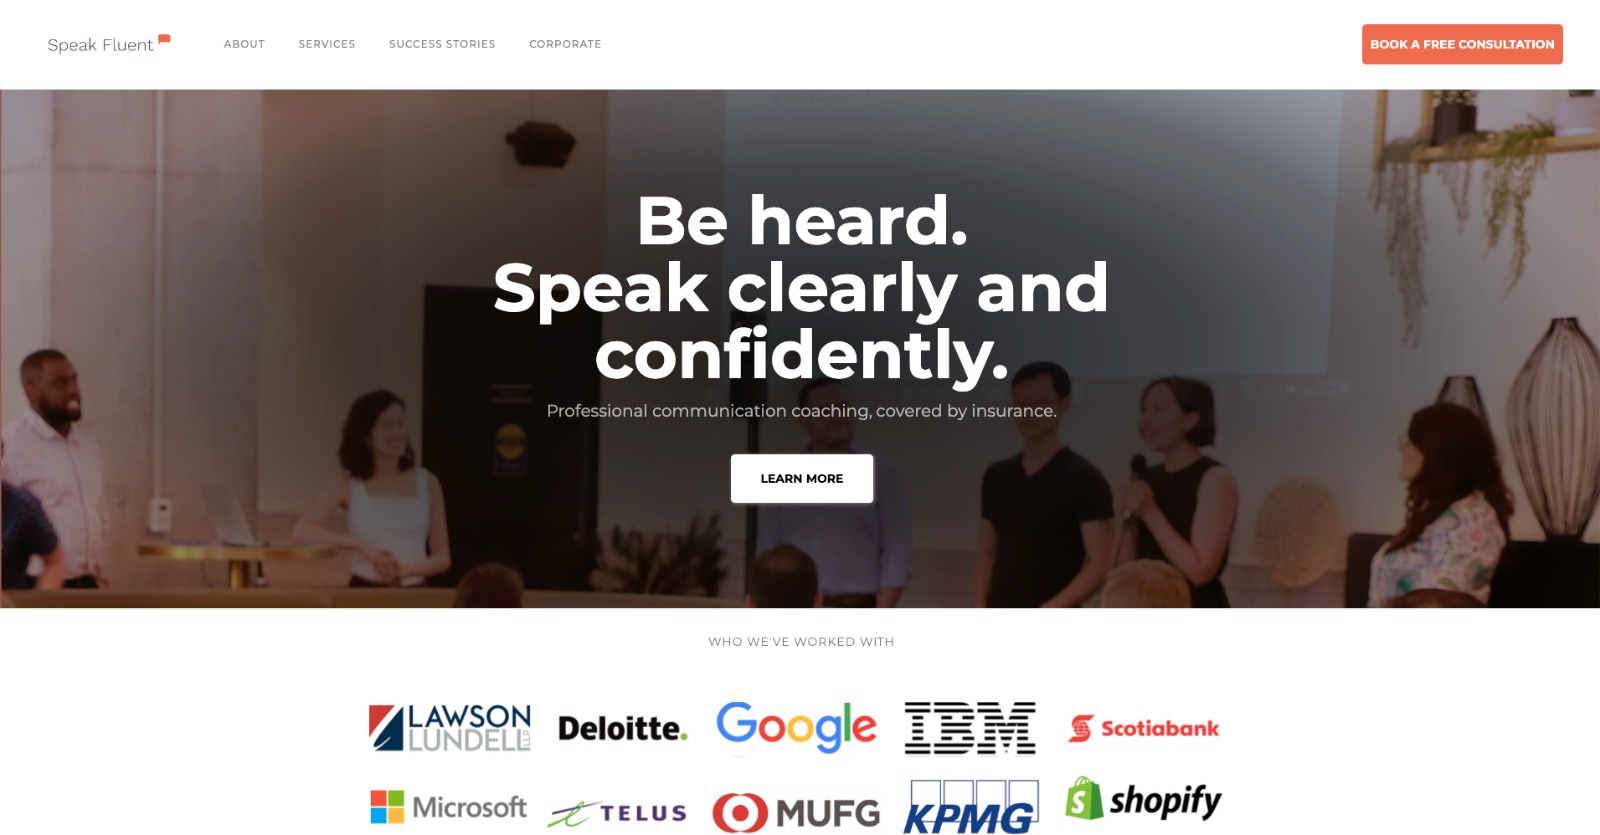 Speak Fluent
ABOUT SERVICES SUCCESS STORIES CORPORATE
BOOK A FREE CONSULTATION
Be heard.
Speak clearly and
confidently.
Professional communication coaching, covered by insurance.
LEARN MORE
WHO WE'VE WORKED WITH
LAWSON
LUNDELL LLP
Deloitte.
Google
IBM
Scotiabank
Microsoft
TELUS
MUFG
KPMG
shopify